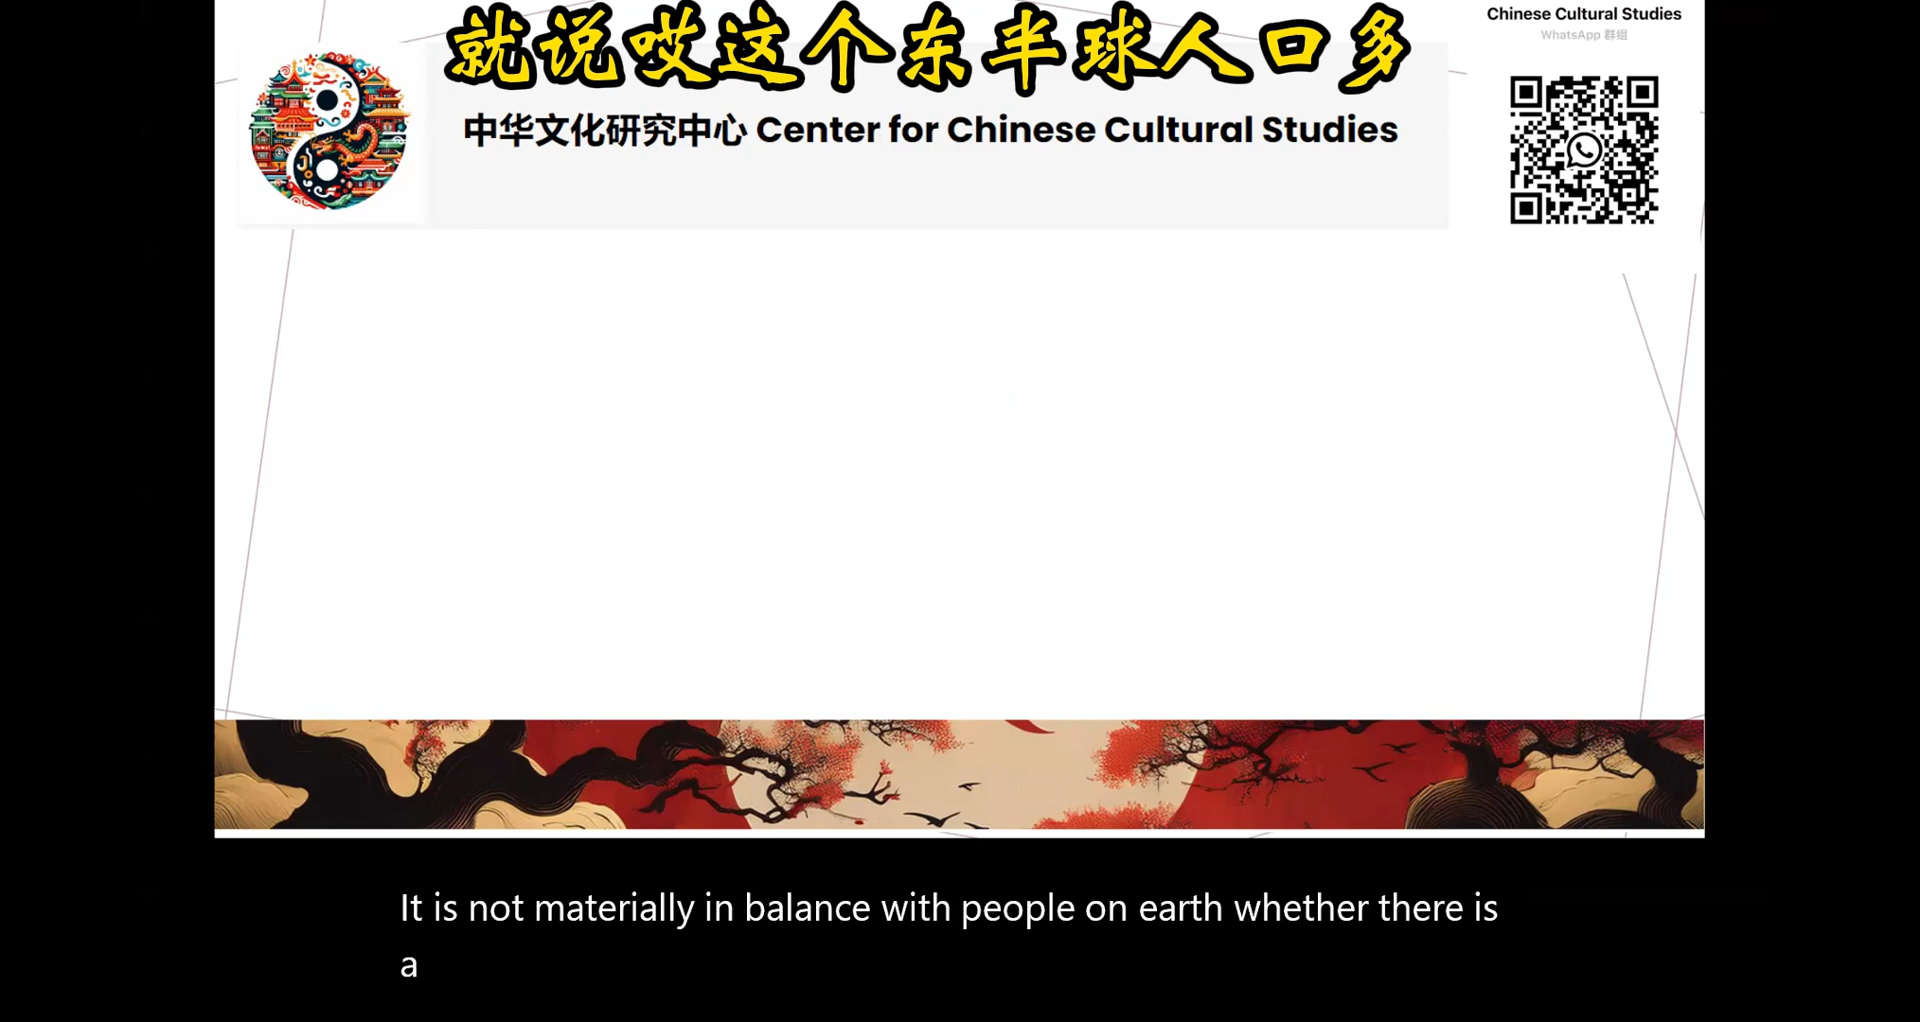 就说哎这个东半球人口多
Chinese Cultural Studies
WhatsApp 群组
中华文化研究中心 Center for Chinese Cultural Studies
It is not materially in balance with people on earth whether there is
a